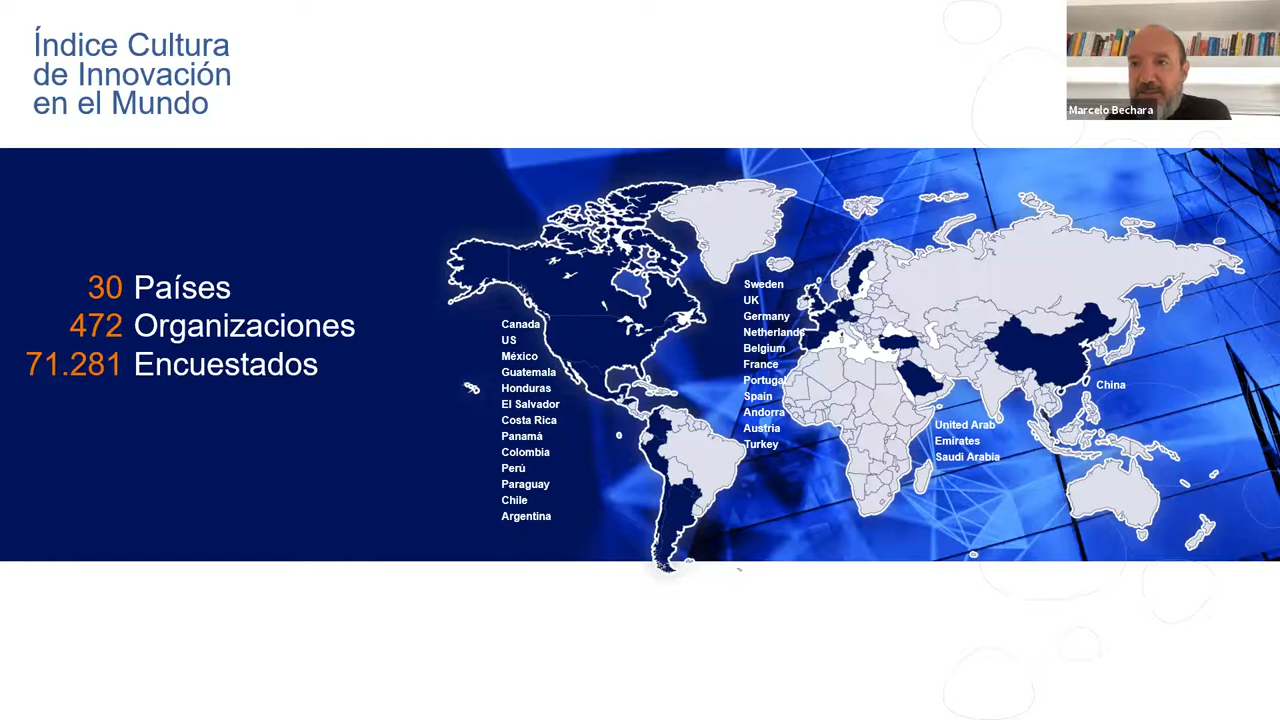 Índice Cultura
de Innovación
en el Mundo
Marcelo Bechara
30 Países
472 Organizaciones
71.281 Encuestados
Canada
US
México
Guatemala
Honduras
El Salvador
Costa Rica
Panamá
Colombia
Perú
Paraguay
Chile
Argentina
Sweden
UK
Germany
Netherlands
Belgium
France
Portugal
Spain
Andorra
Austria
Turkey
United Arab
Emirates
Saudi Arabia
China